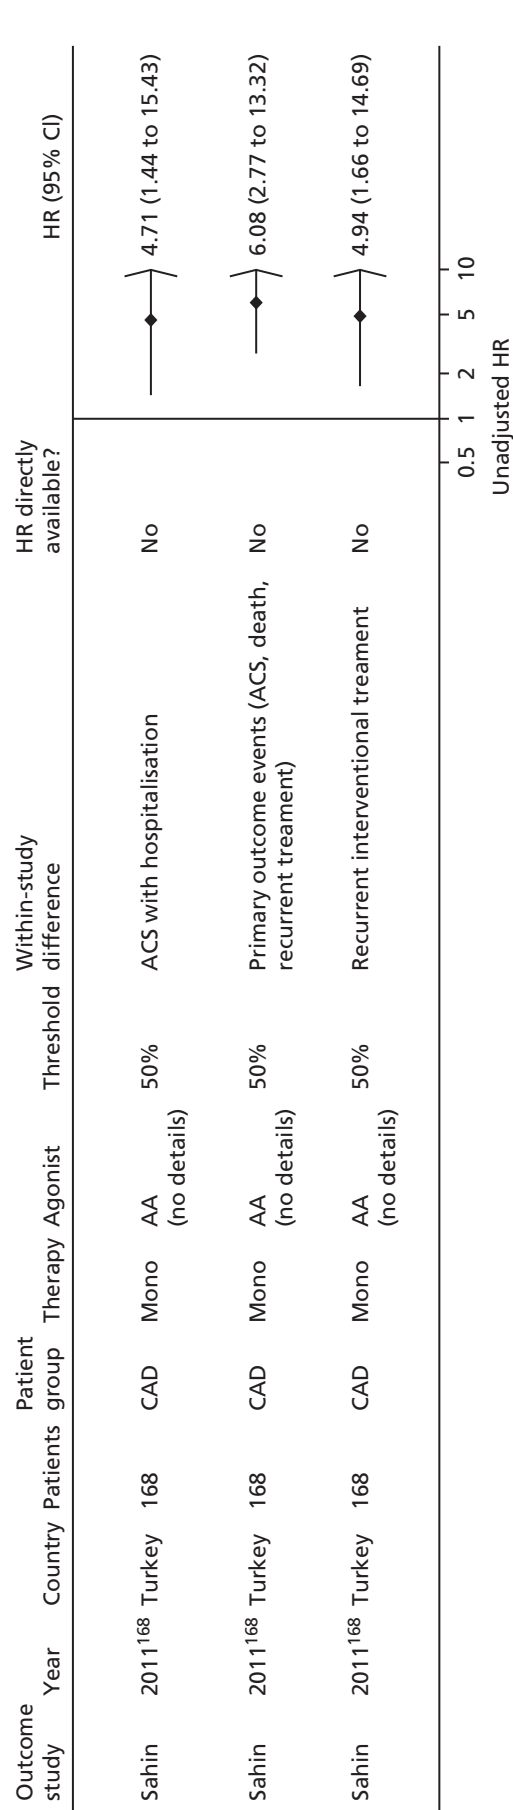 Outcome study Year Country Patients Patient group Therapy Agonist Threshold Within-study difference HR directly available? HR (95% CI)
Sahin 2011168 Turkey 168 CAD Mono AA (no details) 50% ACS with hospitalisation No 4.71 (1.44 to 15.43)
Sahin 2011168 Turkey 168 CAD Mono AA (no details) 50% Primary outcome events (ACS, death, recurrent treament) No 6.08 (2.77 to 13.32)
Sahin 2011168 Turkey 168 CAD Mono AA (no details) 50% Recurrent interventional treament No 4.94 (1.66 to 14.69)
0.5 1 2 5 10
Unadjusted HR